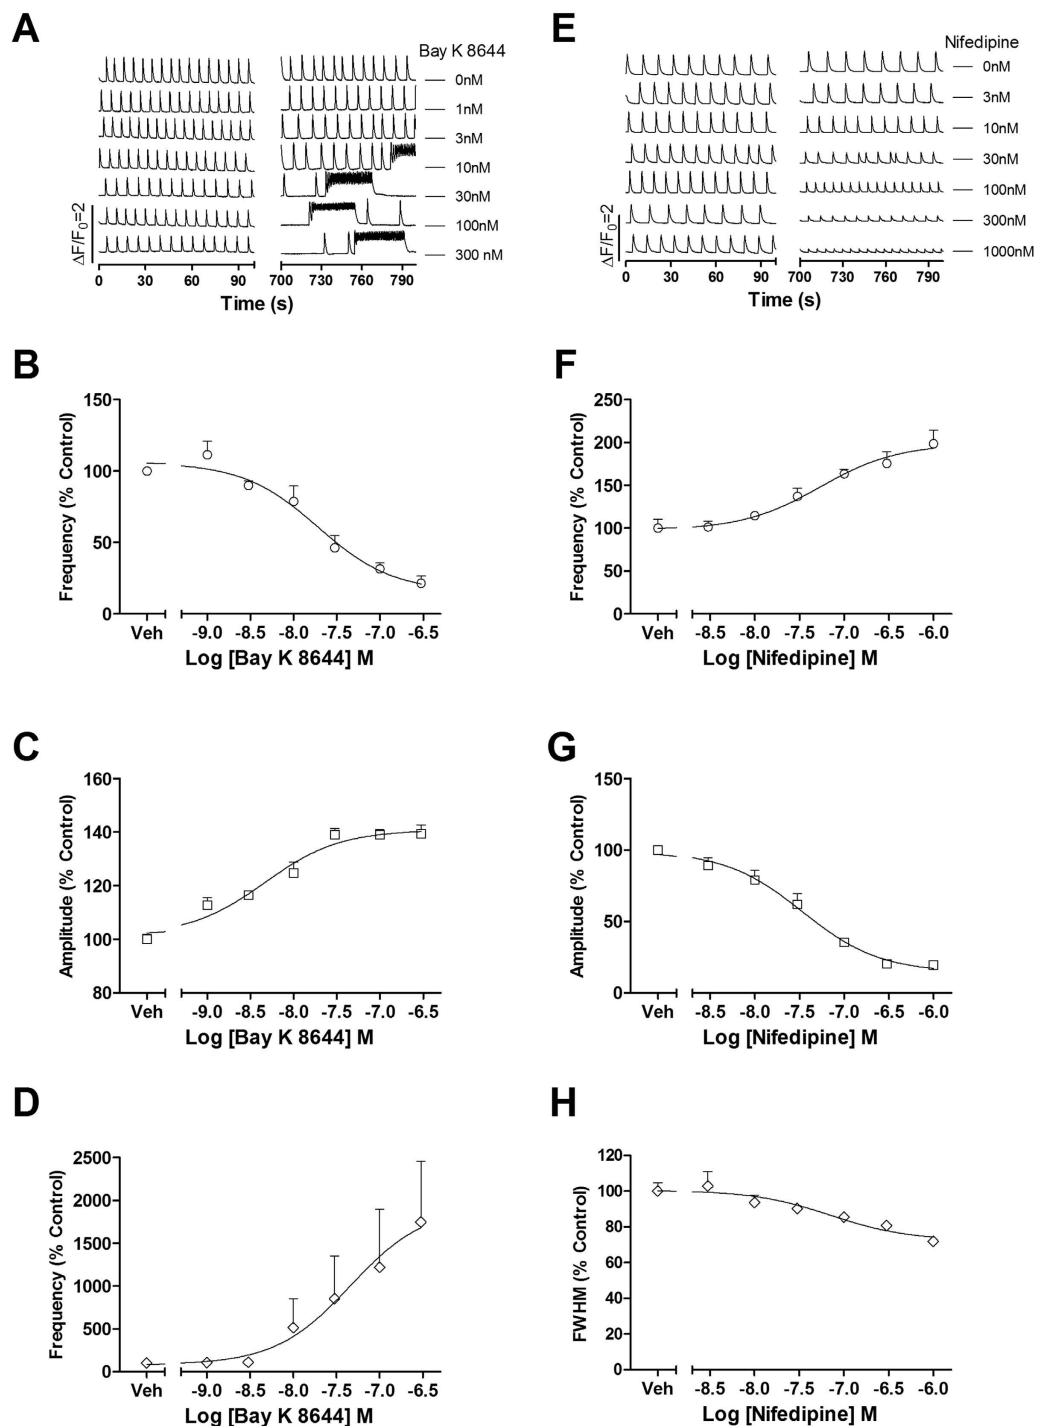 A
Bay K 8644
0nM
1nM
3nM
10nM
30nM
100nM
300 nM
ΔF/F0=2
0 30 60 90 700 730 760 790
Time (s)
E
Nifedipine
0nM
3nM
10nM
30nM
100nM
300nM
1000nM
ΔF/F0=2
0 30 60 90 700 730 760 790
Time (s)
B
Frequency (% Control)
150
100
50
0
Veh -9.0 -8.5 -8.0 -7.5 -7.0 -6.5
Log [Bay K 8644] M
F
Frequency (% Control)
250
200
150
100
50
0
Veh -8.5 -8.0 -7.5 -7.0 -6.5 -6.0
Log [Nifedipine] M
C
Amplitude (% Control)
160
140
120
100
80
Veh -9.0 -8.5 -8.0 -7.5 -7.0 -6.5
Log [Bay K 8644] M
G
Amplitude (% Control)
150
100
50
0
Veh -8.5 -8.0 -7.5 -7.0 -6.5 -6.0
Log [Nifedipine] M
D
Frequency (% Control)
2500
2000
1500
1000
500
0
Veh -9.0 -8.5 -8.0 -7.5 -7.0 -6.5
Log [Bay K 8644] M
H
FWHM (% Control)
120
100
80
60
40
20
0
Veh -8.5 -8.0 -7.5 -7.0 -6.5 -6.0
Log [Nifedipine] M